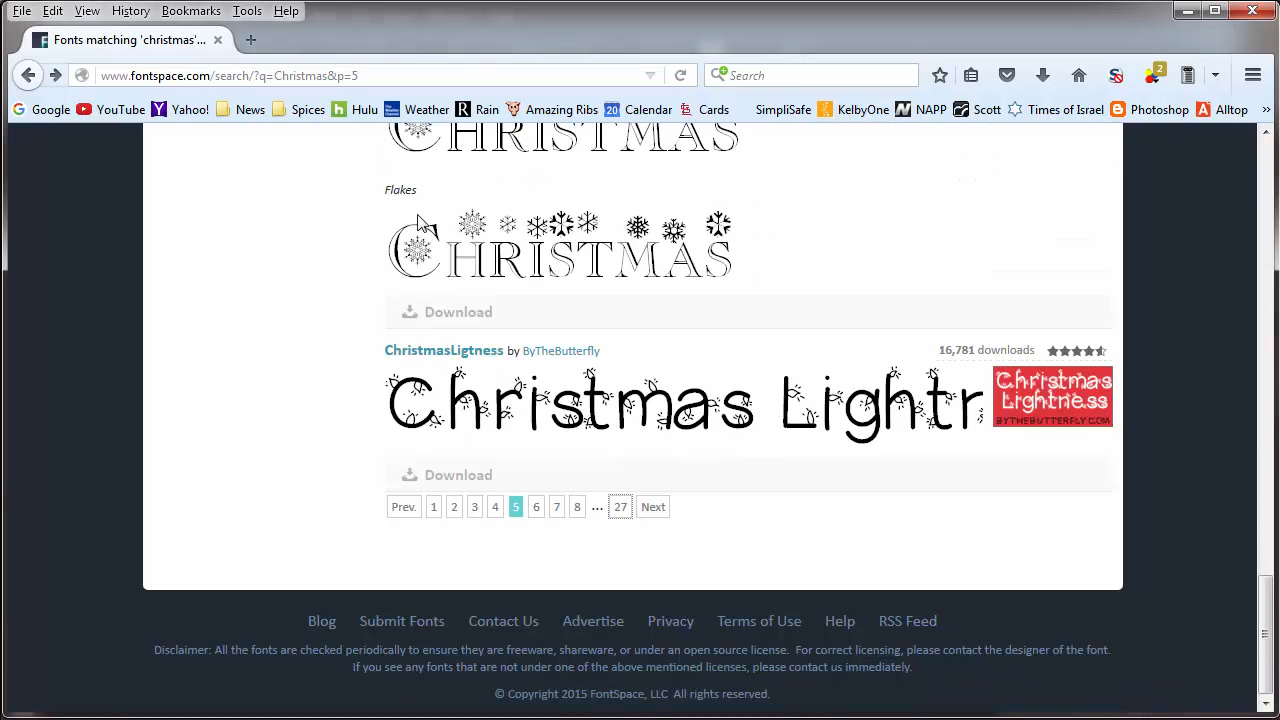 File Edit View History Bookmarks Tools Help
Fonts matching 'christmas'...
www.fontspace.com/search/?q=Christmas&p=5
Search
2
Google YouTube Yahoo! News Spices Hulu Weather Rain Amazing Ribs 20 Calendar Cards SimpliSafe KelbyOne NAPP Scott Times of Israel Photoshop Alltop
CHRISTMAS
Flakes
CHRISTMAS
Download
ChristmasLigtness by ByTheButterfly
16,781 downloads
Christmas Lightr
Christmas
Lightness
BYTHEBUTTERFLY.COM
Download
Prev. 1 2 3 4 5 6 7 8 ... 27 Next
Blog Submit Fonts Contact Us Advertise Privacy Terms of Use Help RSS Feed
Disclaimer: All the fonts are checked periodically to ensure they are freeware, shareware, or under an open source license. For correct licensing, please contact the designer of the font.
If you see any fonts that are not under one of the above mentioned licenses, please contact us immediately.
© Copyright 2015 FontSpace, LLC All rights reserved.